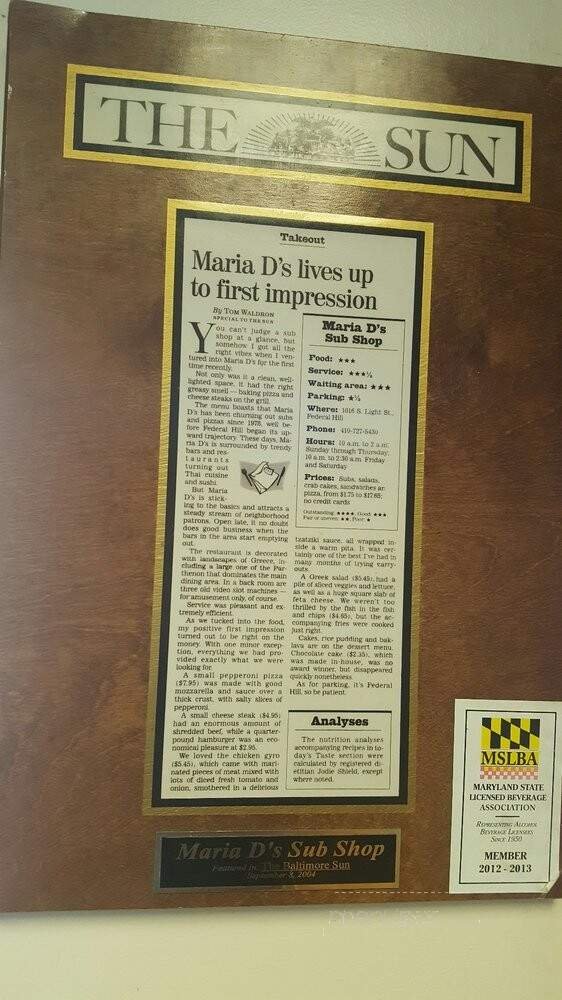 THE SUN
Takeout
Maria D's lives up
to first impression
By TOM WALDRON
SPECIAL TO THE SUN
You can't judge a sub
shop at a glance, but
somehow I got all the
right vibes when I ven-
tured into Maria D's for the first
time recently.
Not only was it a clean, well-
lighted space, it had the right
greasy smell — baking pizza and
cheese steaks on the grill.
The menu boasts that Maria
D's has been churning out subs
and pizzas since 1978, well be-
fore Federal Hill began its up-
ward trajectory. These days, Ma-
ria D's is surrounded by trendy
bars and res-
taurants
turning out
Thai cuisine
and sushi.
But Maria
D's is stick-
ing to the basics and attracts a
steady stream of neighborhood
patrons. Open late, it no doubt
does good business when the
bars in the area start emptying
out.
The restaurant is decorated
with landscapes of Greece, in-
cluding a large one of the Par-
thenon that dominates the main
dining area. In a back room are
three old video slot machines —
for amusement only, of course.
Service was pleasant and ex-
tremely efficient.
As we tucked into the food,
my positive first impression
turned out to be right on the
money. With one minor excep-
tion, everything we had pro-
vided exactly what we were
looking for.
A small pepperoni pizza
($7.95) was made with good
mozzarella and sauce over a
thick crust, with salty slices of
pepperoni.
A small cheese steak ($4.95)
had an enormous amount of
shredded beef, while a quarter-
pound hamburger was an eco-
nomical pleasure at $2.95.
We loved the chicken gyro
($5.45), which came with mari-
nated pieces of meat mixed with
lots of diced fresh tomato and
onion, smothered in a delicious
Maria D's
Sub Shop
Food: ★★★
Service: ★★★½
Waiting area: ★★★
Parking: ★½
Where: 1016 S. Light St.,
Federal Hill
Phone: 410-727-5430
Hours: 10 a.m. to 2 a.m.
Sunday through Thursday;
10 a.m. to 2:30 a.m. Friday
and Saturday
Prices: Subs, salads,
crab cakes, sandwiches and
pizza, from $1.75 to $17.65;
no credit cards
Outstanding: ★★★★ Good: ★★★
Fair or uneven: ★★ Poor: ★
tzatziki sauce, all wrapped in-
side a warm pita. It was cer-
tainly one of the best I've had in
many months of trying carry-
outs.
A Greek salad ($5.45) had a
pile of sliced veggies and lettuce,
as well as a huge square slab of
feta cheese. We weren't too
thrilled by the fish in the fish
and chips ($4.65), but the ac-
companying fries were cooked
just right.
Cakes, rice pudding and bak-
lava are on the dessert menu.
Chocolate cake ($2.35), which
was made in-house, was no
award winner, but disappeared
quickly nonetheless.
As for parking, it's Federal
Hill, so be patient.
Analyses
The nutrition analyses
accompanying recipes in to-
day's Taste section were
calculated by registered di-
etitian Jodie Shield, except
where noted.
Maria D's Sub Shop
Featured in: The Baltimore Sun
September 8, 2004
MSLBA
MARYLAND STATE
LICENSED BEVERAGE
ASSOCIATION
REPRESENTING ALCOHOL
BEVERAGE LICENSEES
SINCE 1950
MEMBER
2012 - 2013